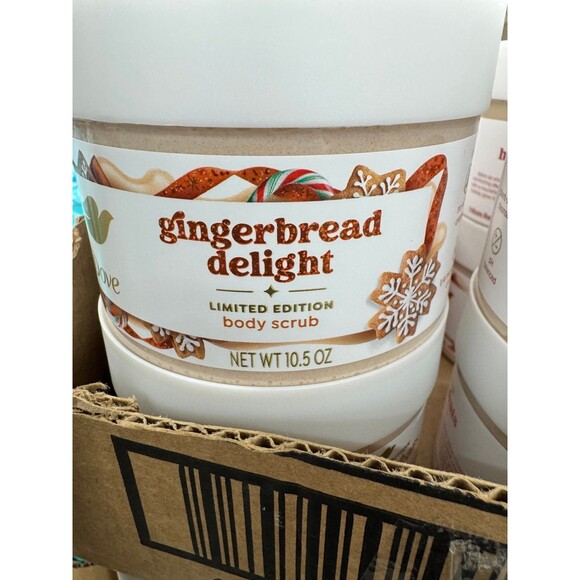 gingerbread
delight
LIMITED EDITION
body scrub
NET WT 10.5 OZ